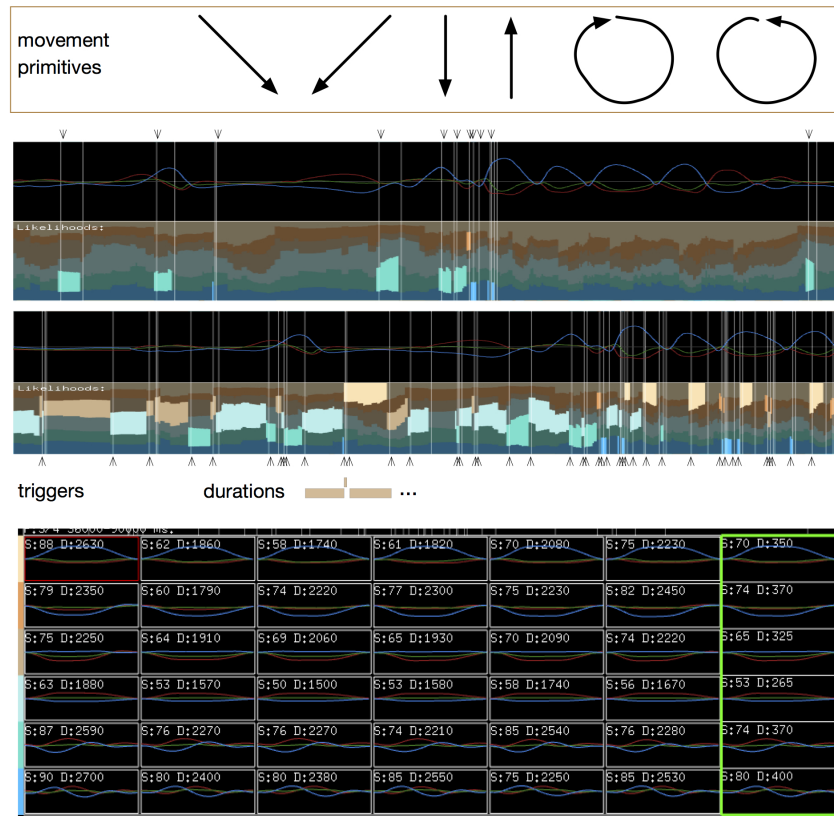 movement
primitives
Likelihoods:
Likelihoods:
triggers durations ...
S:88 D:2630 S:62 D:1860 S:58 D:1740 S:61 D:1820 S:70 D:2080 S:75 D:2230 S:70 D:350
S:79 D:2350 S:60 D:1790 S:74 D:2220 S:77 D:2300 S:75 D:2230 S:82 D:2450 S:74 D:370
S:75 D:2250 S:64 D:1910 S:69 D:2060 S:65 D:1930 S:70 D:2090 S:74 D:2220 S:65 D:325
S:63 D:1880 S:53 D:1570 S:50 D:1500 S:53 D:1580 S:58 D:1740 S:56 D:1670 S:53 D:265
S:87 D:2590 S:76 D:2270 S:76 D:2270 S:74 D:2210 S:85 D:2540 S:76 D:2280 S:74 D:370
S:90 D:2700 S:80 D:2400 S:80 D:2380 S:85 D:2550 S:75 D:2250 S:85 D:2530 S:80 D:400